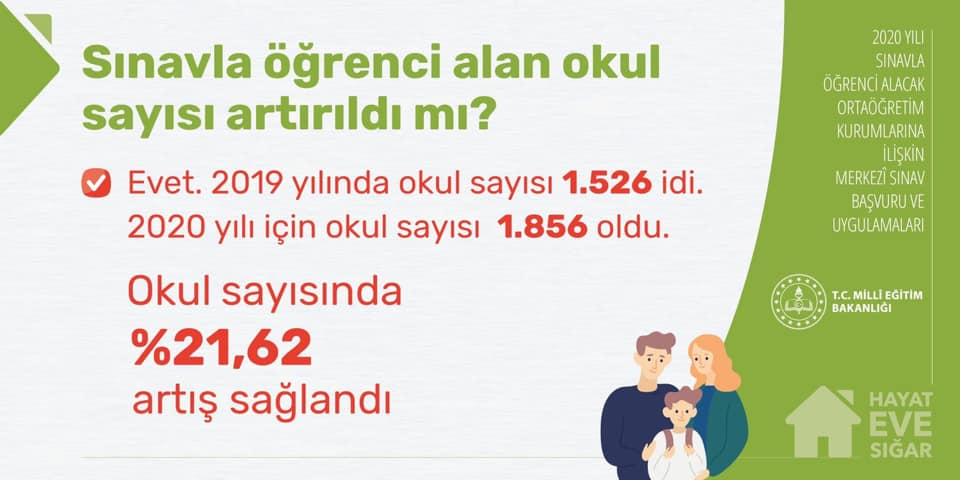 Sınavla öğrenci alan okul
sayısı artırıldı mı?
Evet. 2019 yılında okul sayısı 1.526 idi.
2020 yılı için okul sayısı 1.856 oldu.
Okul sayısında
%21,62
artış sağlandı
2020 YILI
SINAVLA
ÖĞRENCİ ALACAK
ORTAÖĞRETİM
KURUMLARINA
İLİŞKİN
MERKEZÎ SINAV
BAŞVURU VE
UYGULAMALARI
T.C. MİLLÎ EĞİTİM
BAKANLIĞI
HAYAT
EVE
SIĞAR